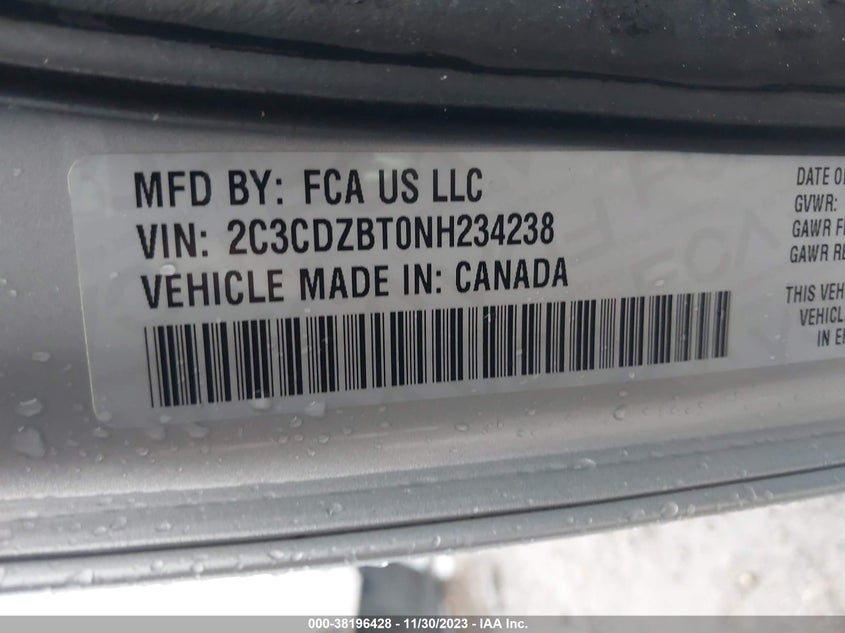 MFD BY: FCA US LLC
VIN: 2C3CDZBT0NH234238
VEHICLE MADE IN: CANADA
DATE O
GVWR:
GAWR F
GAWR RE
THIS VEH
VEHICL
IN E
000-38196428 - 11/30/2023 - IAA Inc.